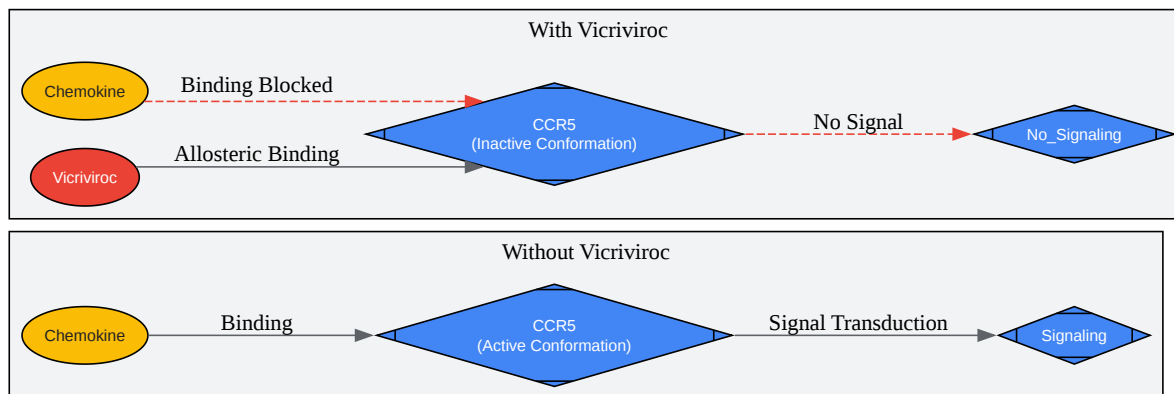 With Vicriviroc
Chemokine
Binding Blocked
CCR5
(Inactive Conformation)
No Signal
No_Signaling
Vicriviroc
Allosteric Binding
Without Vicriviroc
Chemokine
Binding
CCR5
(Active Conformation)
Signal Transduction
Signaling